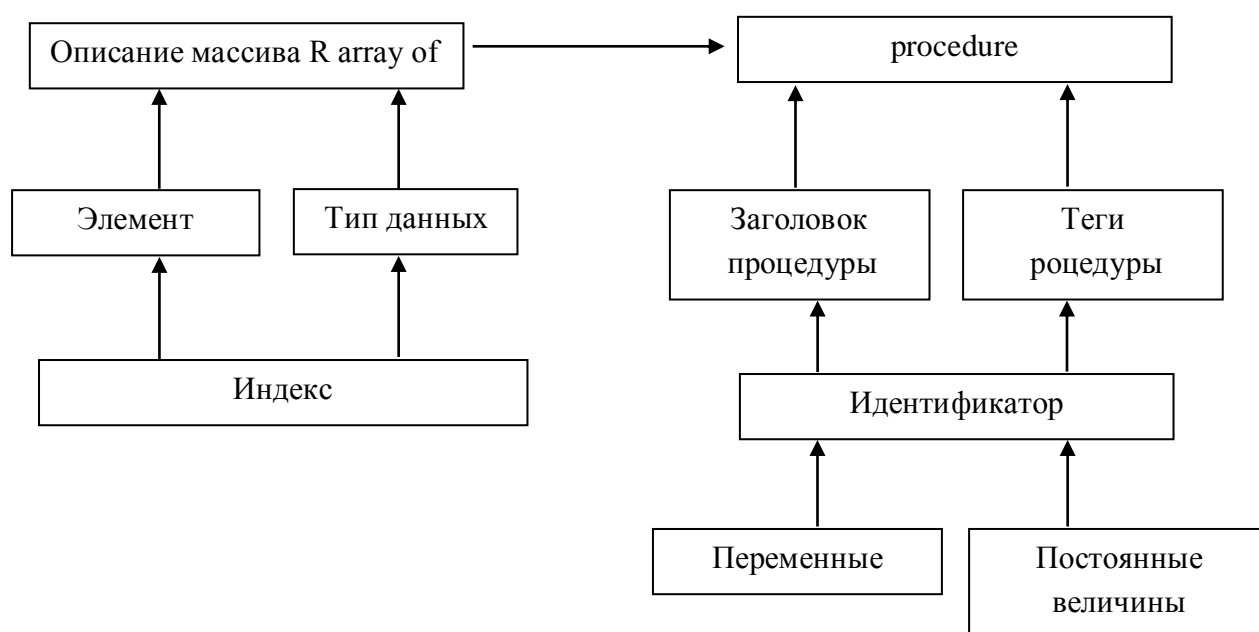 Описание массива R array of
procedure
Элемент
Тип данных
Заголовок
процедуры
Теги
роцедуры
Индекс
Идентификатор
Переменные
Постоянные
величины